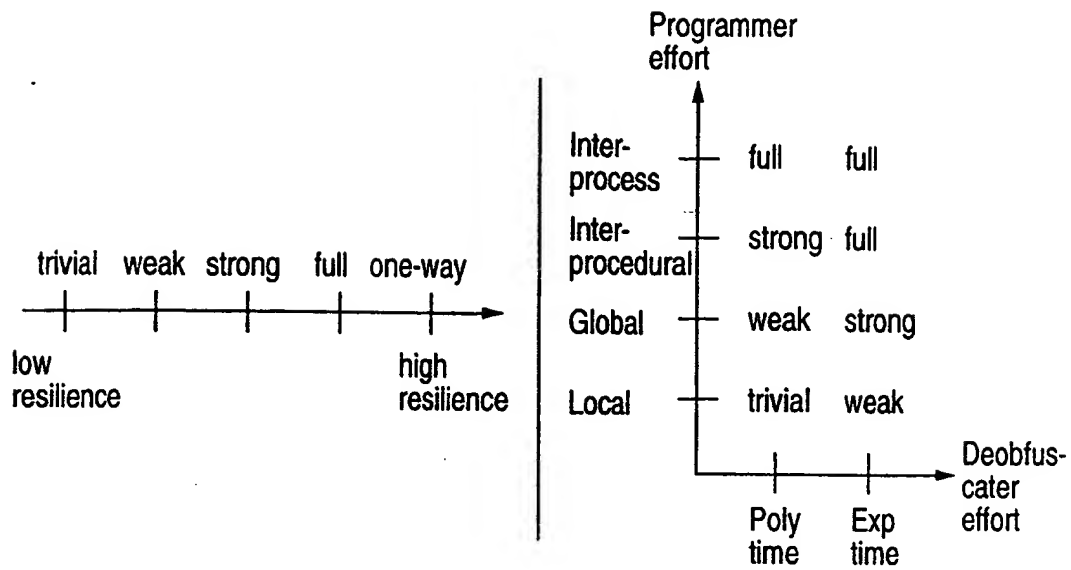 trivial weak strong full one-way
low
resilience
high
resilience
Programmer
effort
Inter-
process
full full
Inter-
procedural
strong full
Global
weak strong
Local
trivial weak
Deobfus-
cater
effort
Poly
time
Exp
time